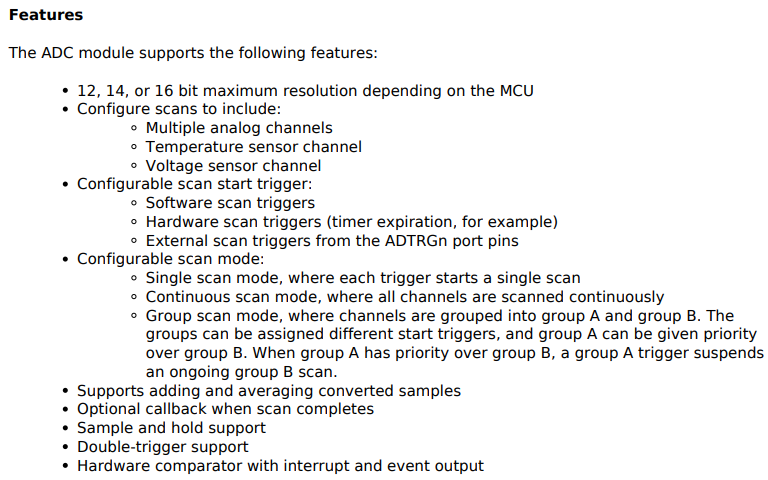 Features
The ADC module supports the following features:
• 12, 14, or 16 bit maximum resolution depending on the MCU
• Configure scans to include:
◦ Multiple analog channels
◦ Temperature sensor channel
◦ Voltage sensor channel
• Configurable scan start trigger:
◦ Software scan triggers
◦ Hardware scan triggers (timer expiration, for example)
◦ External scan triggers from the ADTRGn port pins
• Configurable scan mode:
◦ Single scan mode, where each trigger starts a single scan
◦ Continuous scan mode, where all channels are scanned continuously
◦ Group scan mode, where channels are grouped into group A and group B. The
groups can be assigned different start triggers, and group A can be given priority
over group B. When group A has priority over group B, a group A trigger suspends
an ongoing group B scan.
• Supports adding and averaging converted samples
• Optional callback when scan completes
• Sample and hold support
• Double-trigger support
• Hardware comparator with interrupt and event output